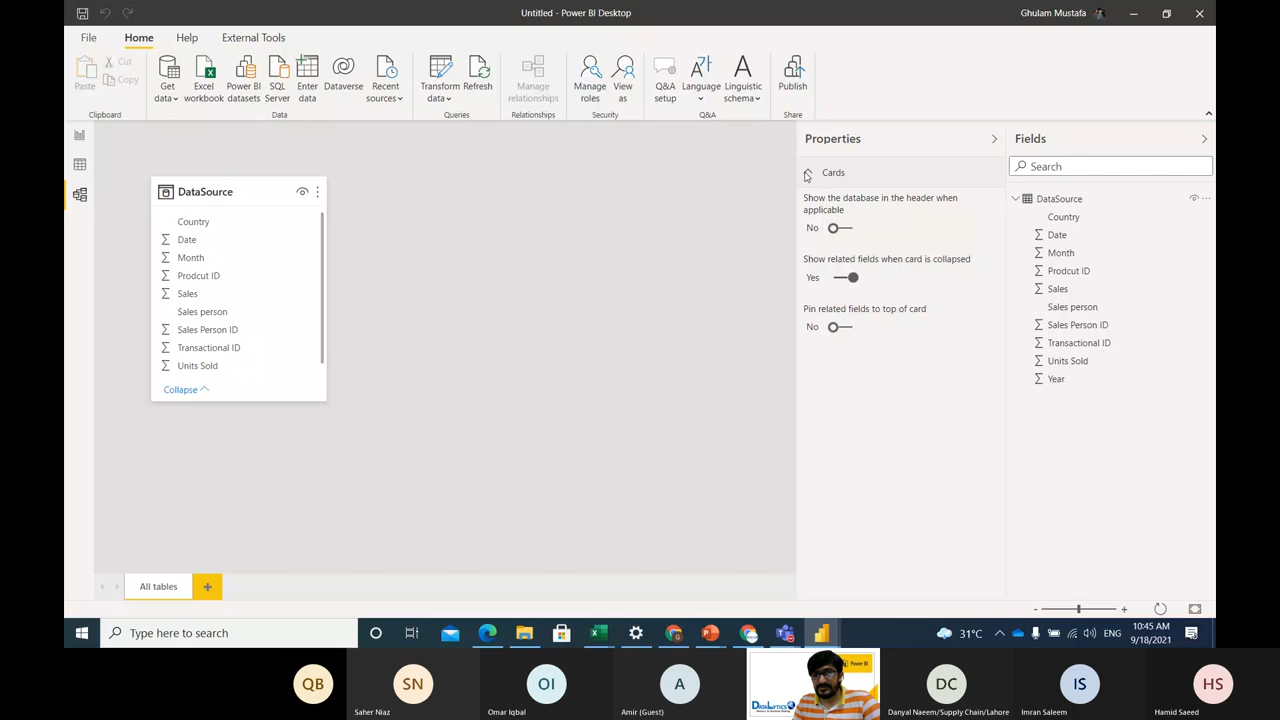 Untitled - Power BI Desktop
Ghulam Mustafa
File
Home
Help
External Tools
Paste
Cut
Copy
Get
data
Excel
workbook
Power BI
datasets
SQL
Server
Enter
data
Dataverse
Recent
sources
Transform
data
Refresh
Manage
relationships
Manage
roles
View
as
Q&A
setup
Language
Linguistic
schema
Publish
Clipboard
Data
Queries
Relationships
Security
Q&A
Share
DataSource
Country
Date
Month
Prodcut ID
Sales
Sales person
Sales Person ID
Transactional ID
Units Sold
Collapse
Properties
Cards
Show the database in the header when
applicable
No
Show related fields when card is collapsed
Yes
Pin related fields to top of card
No
Fields
Search
DataSource
Country
Date
Month
Prodcut ID
Sales
Sales person
Sales Person ID
Transactional ID
Units Sold
Year
All tables
Type here to search
31°C
ENG
10:45 AM
9/18/2021
QB
SN
Saher Niaz
OI
Omar Iqbal
A
Amir (Guest)
Power BI
DC
Danyal Naeem/Supply Chain/Lahore
IS
Imran Saleem
HS
Hamid Saeed